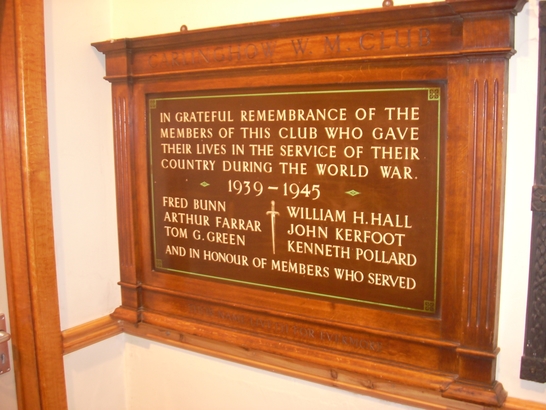 CARLINSHOW W. M. CLUB
IN GRATEFUL REMEMBRANCE OF THE
MEMBERS OF THIS CLUB WHO GAVE
THEIR LIVES IN THE SERVICE OF THEIR
COUNTRY DURING THE WORLD WAR.
1939-1945
FRED BUNN
ARTHUR FARRAR
TOM G. GREEN
WILLIAM H. HALL
JOHN KERFOOT
KENNETH POLLARD
AND IN HONOUR OF MEMBERS WHO SERVED